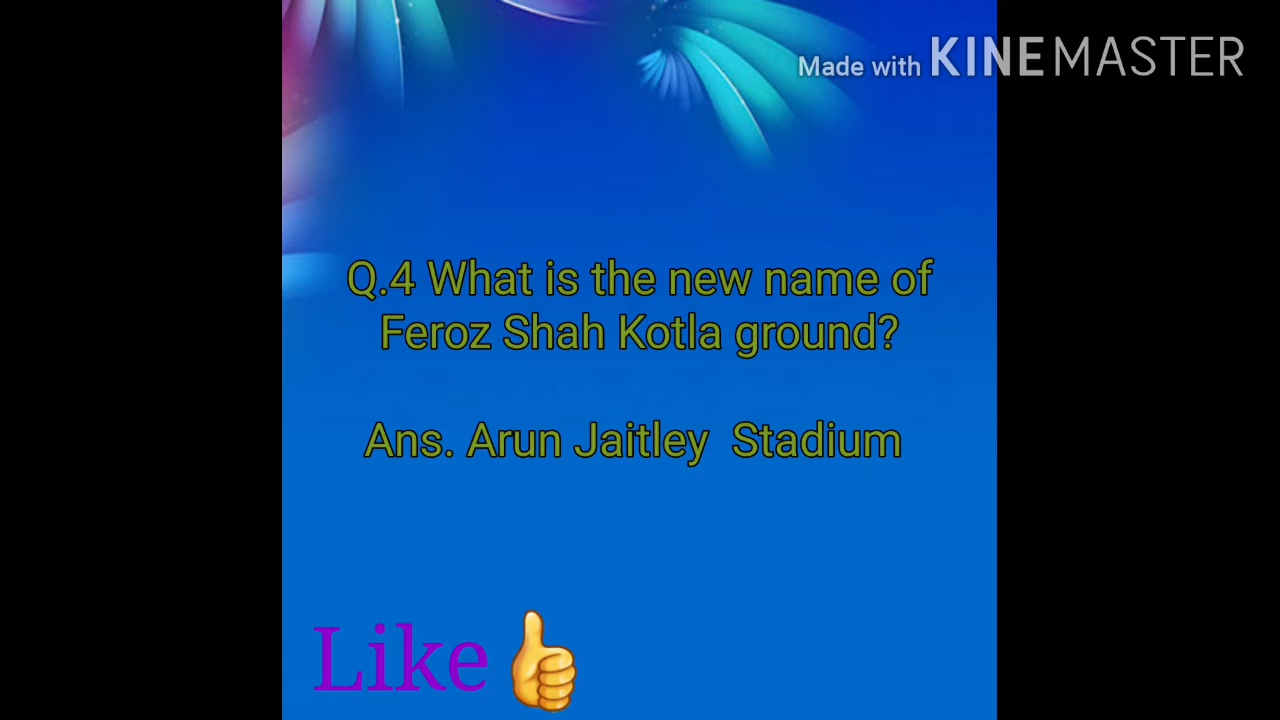 Made with KINEMASTER
Q.4 What is the new name of
Feroz Shah Kotla ground?
Ans. Arun Jaitley  Stadium
Like